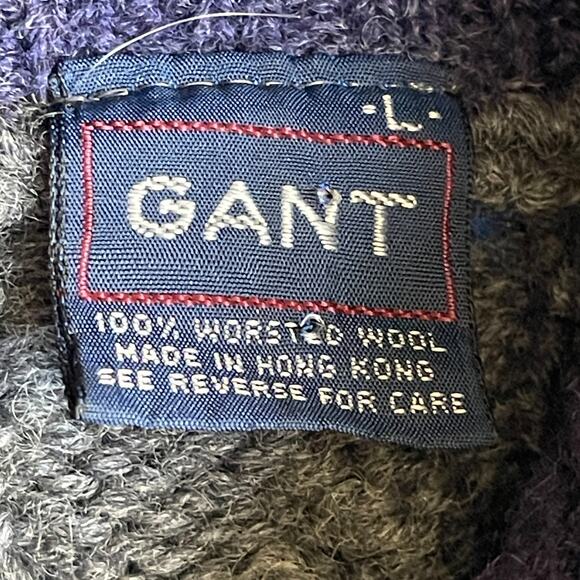 -L-
GANT
100% WORSTED WOOL
MADE IN HONG KONG
SEE REVERSE FOR CARE